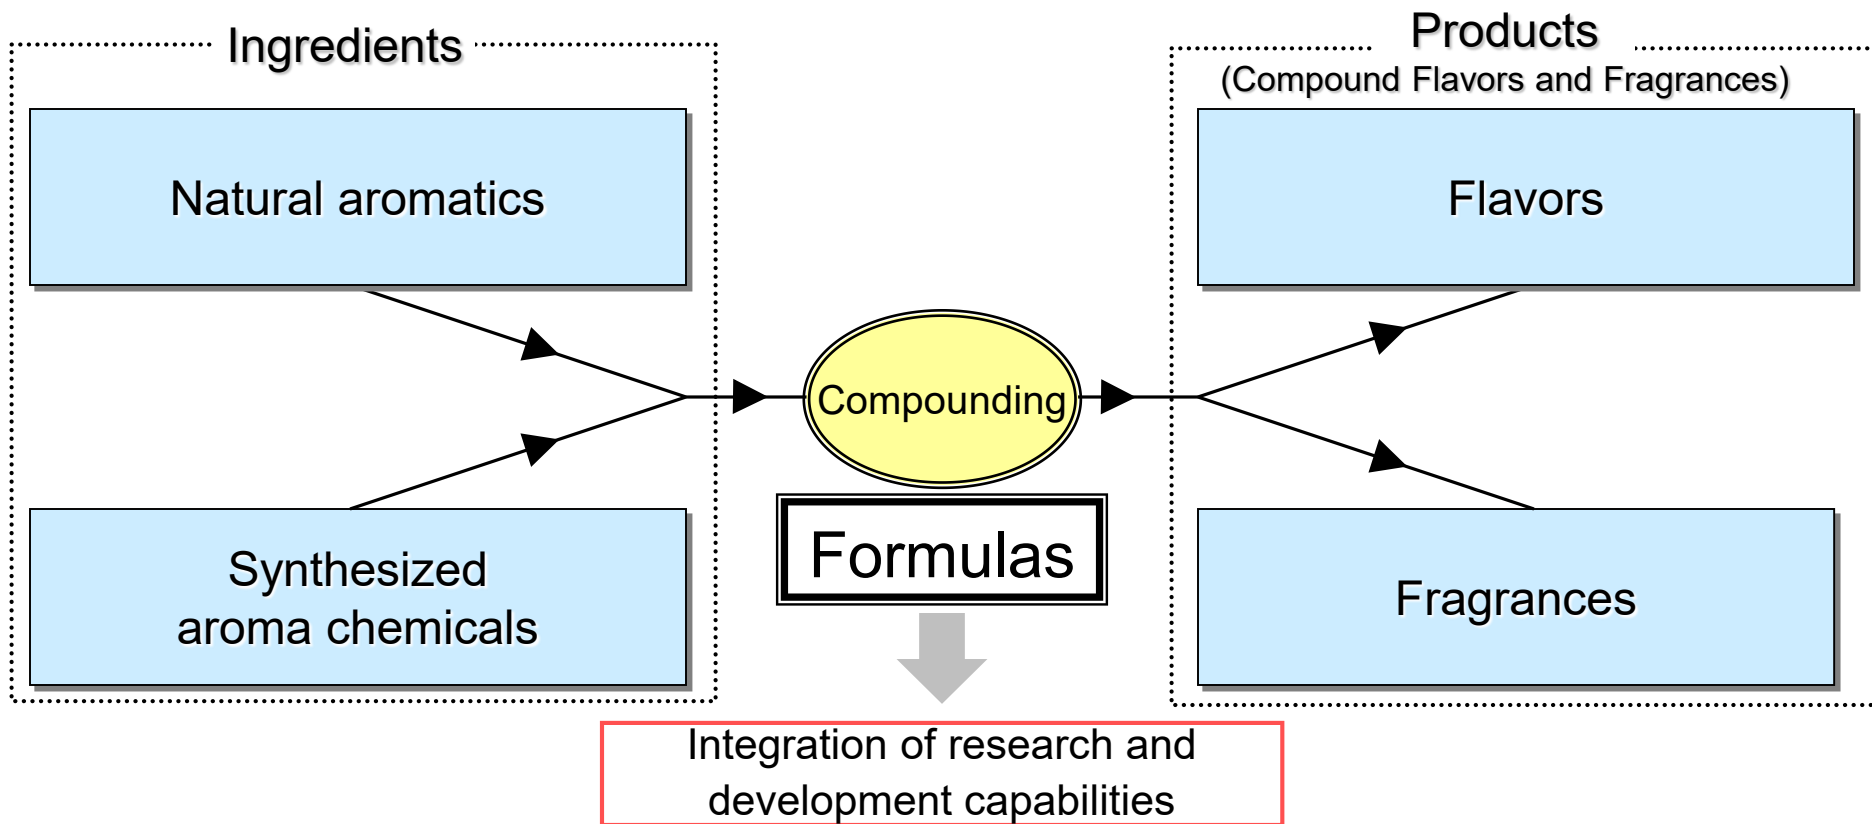 Ingredients
Natural aromatics
Synthesized
aroma chemicals
Compounding
Formulas
Integration of research and
development capabilities
Products
(Compound Flavors and Fragrances)
Flavors
Fragrances